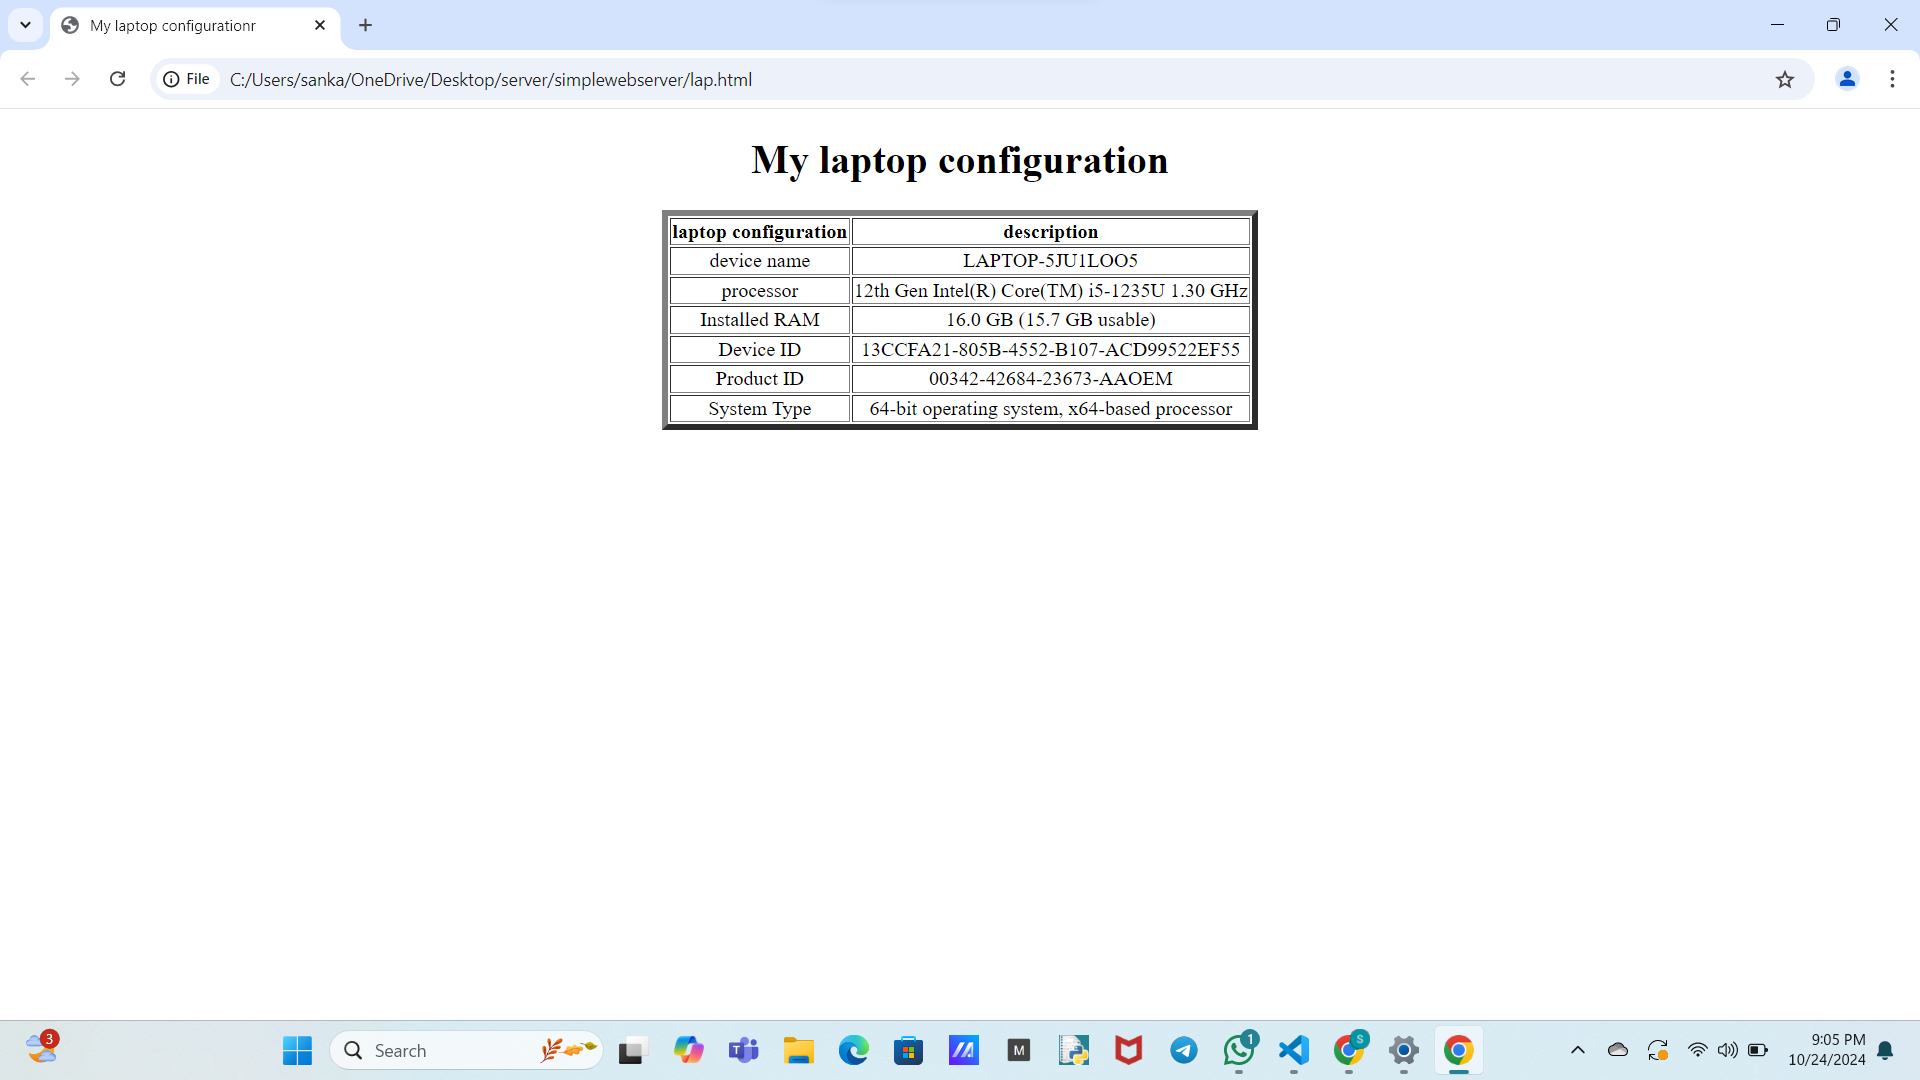 My laptop configurationr
File C:/Users/sanka/OneDrive/Desktop/server/simplewebserver/lap.html
My laptop configuration
laptop configuration description
device name LAPTOP-5JU1LOO5
processor 12th Gen Intel(R) Core(TM) i5-1235U 1.30 GHz
Installed RAM 16.0 GB (15.7 GB usable)
Device ID 13CCFA21-805B-4552-B107-ACD99522EF55
Product ID 00342-42684-23673-AAOEM
System Type 64-bit operating system, x64-based processor
3
Search
T
M
1
S
9:05 PM
10/24/2024